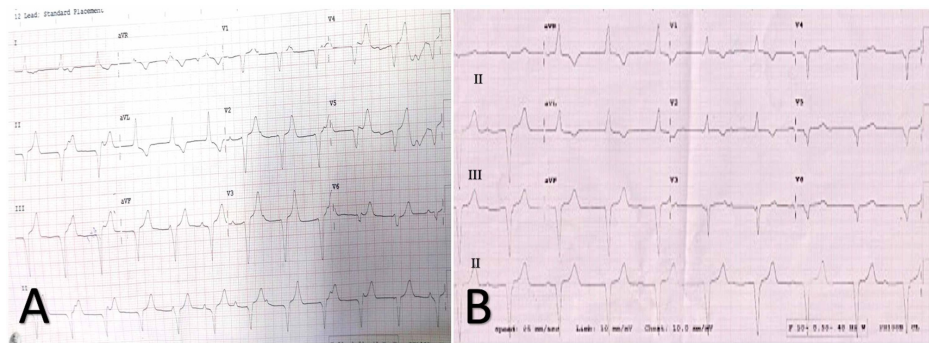 12 Lead: Standard Placement
I aVR V1 V4
II aVL V2 V5
III aVF V3 V6
A
aVR V1 V4
II
aVL V2 V5
III
aVF V3 V6
II
B
Speed: 25 mm/sec Limb: 10 mm/mV Chest: 10.0 mm/mV